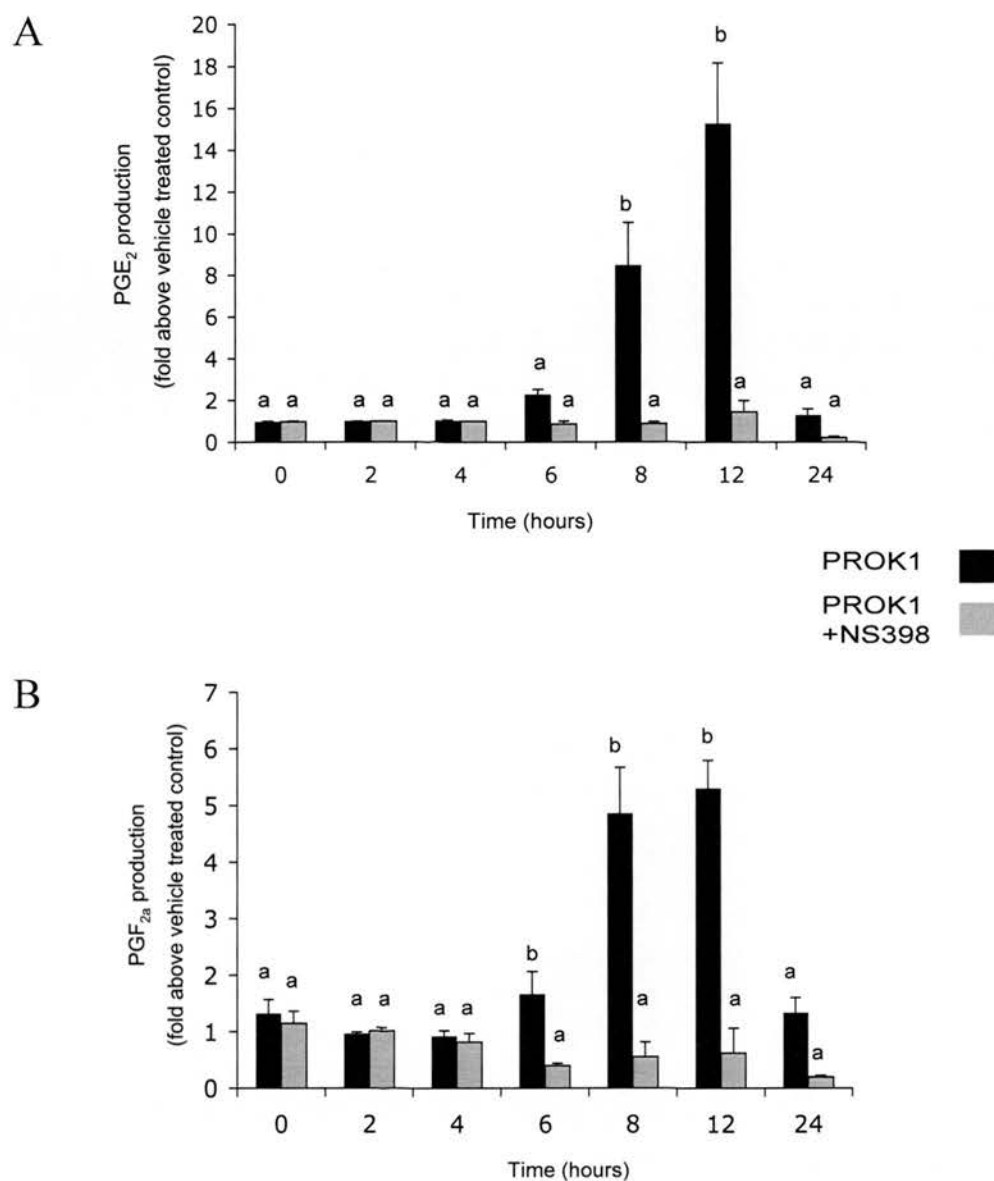 A
PGE2 production
(fold above vehicle treated control)
20
18
16
14
12
10
8
6
4
2
0
a a a a a a a a b a b a a a
0 2 4 6 8 12 24
Time (hours)
PROK1
PROK1
+NS398
B
PGF2a production
(fold above vehicle treated control)
7
6
5
4
3
2
1
0
a a a a a a b a b a b a a a
0 2 4 6 8 12 24
Time (hours)